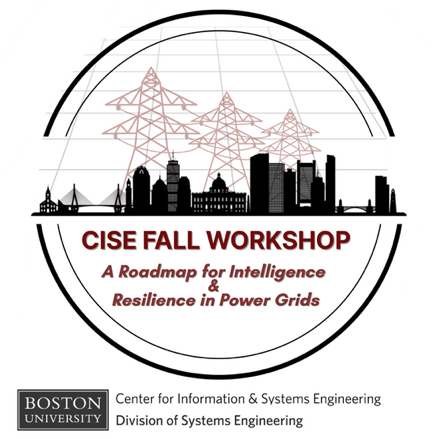 CISE FALL WORKSHOP
A Roadmap for Intelligence
&
Resilience in Power Grids
BOSTON
UNIVERSITY
Center for Information & Systems Engineering
Division of Systems Engineering